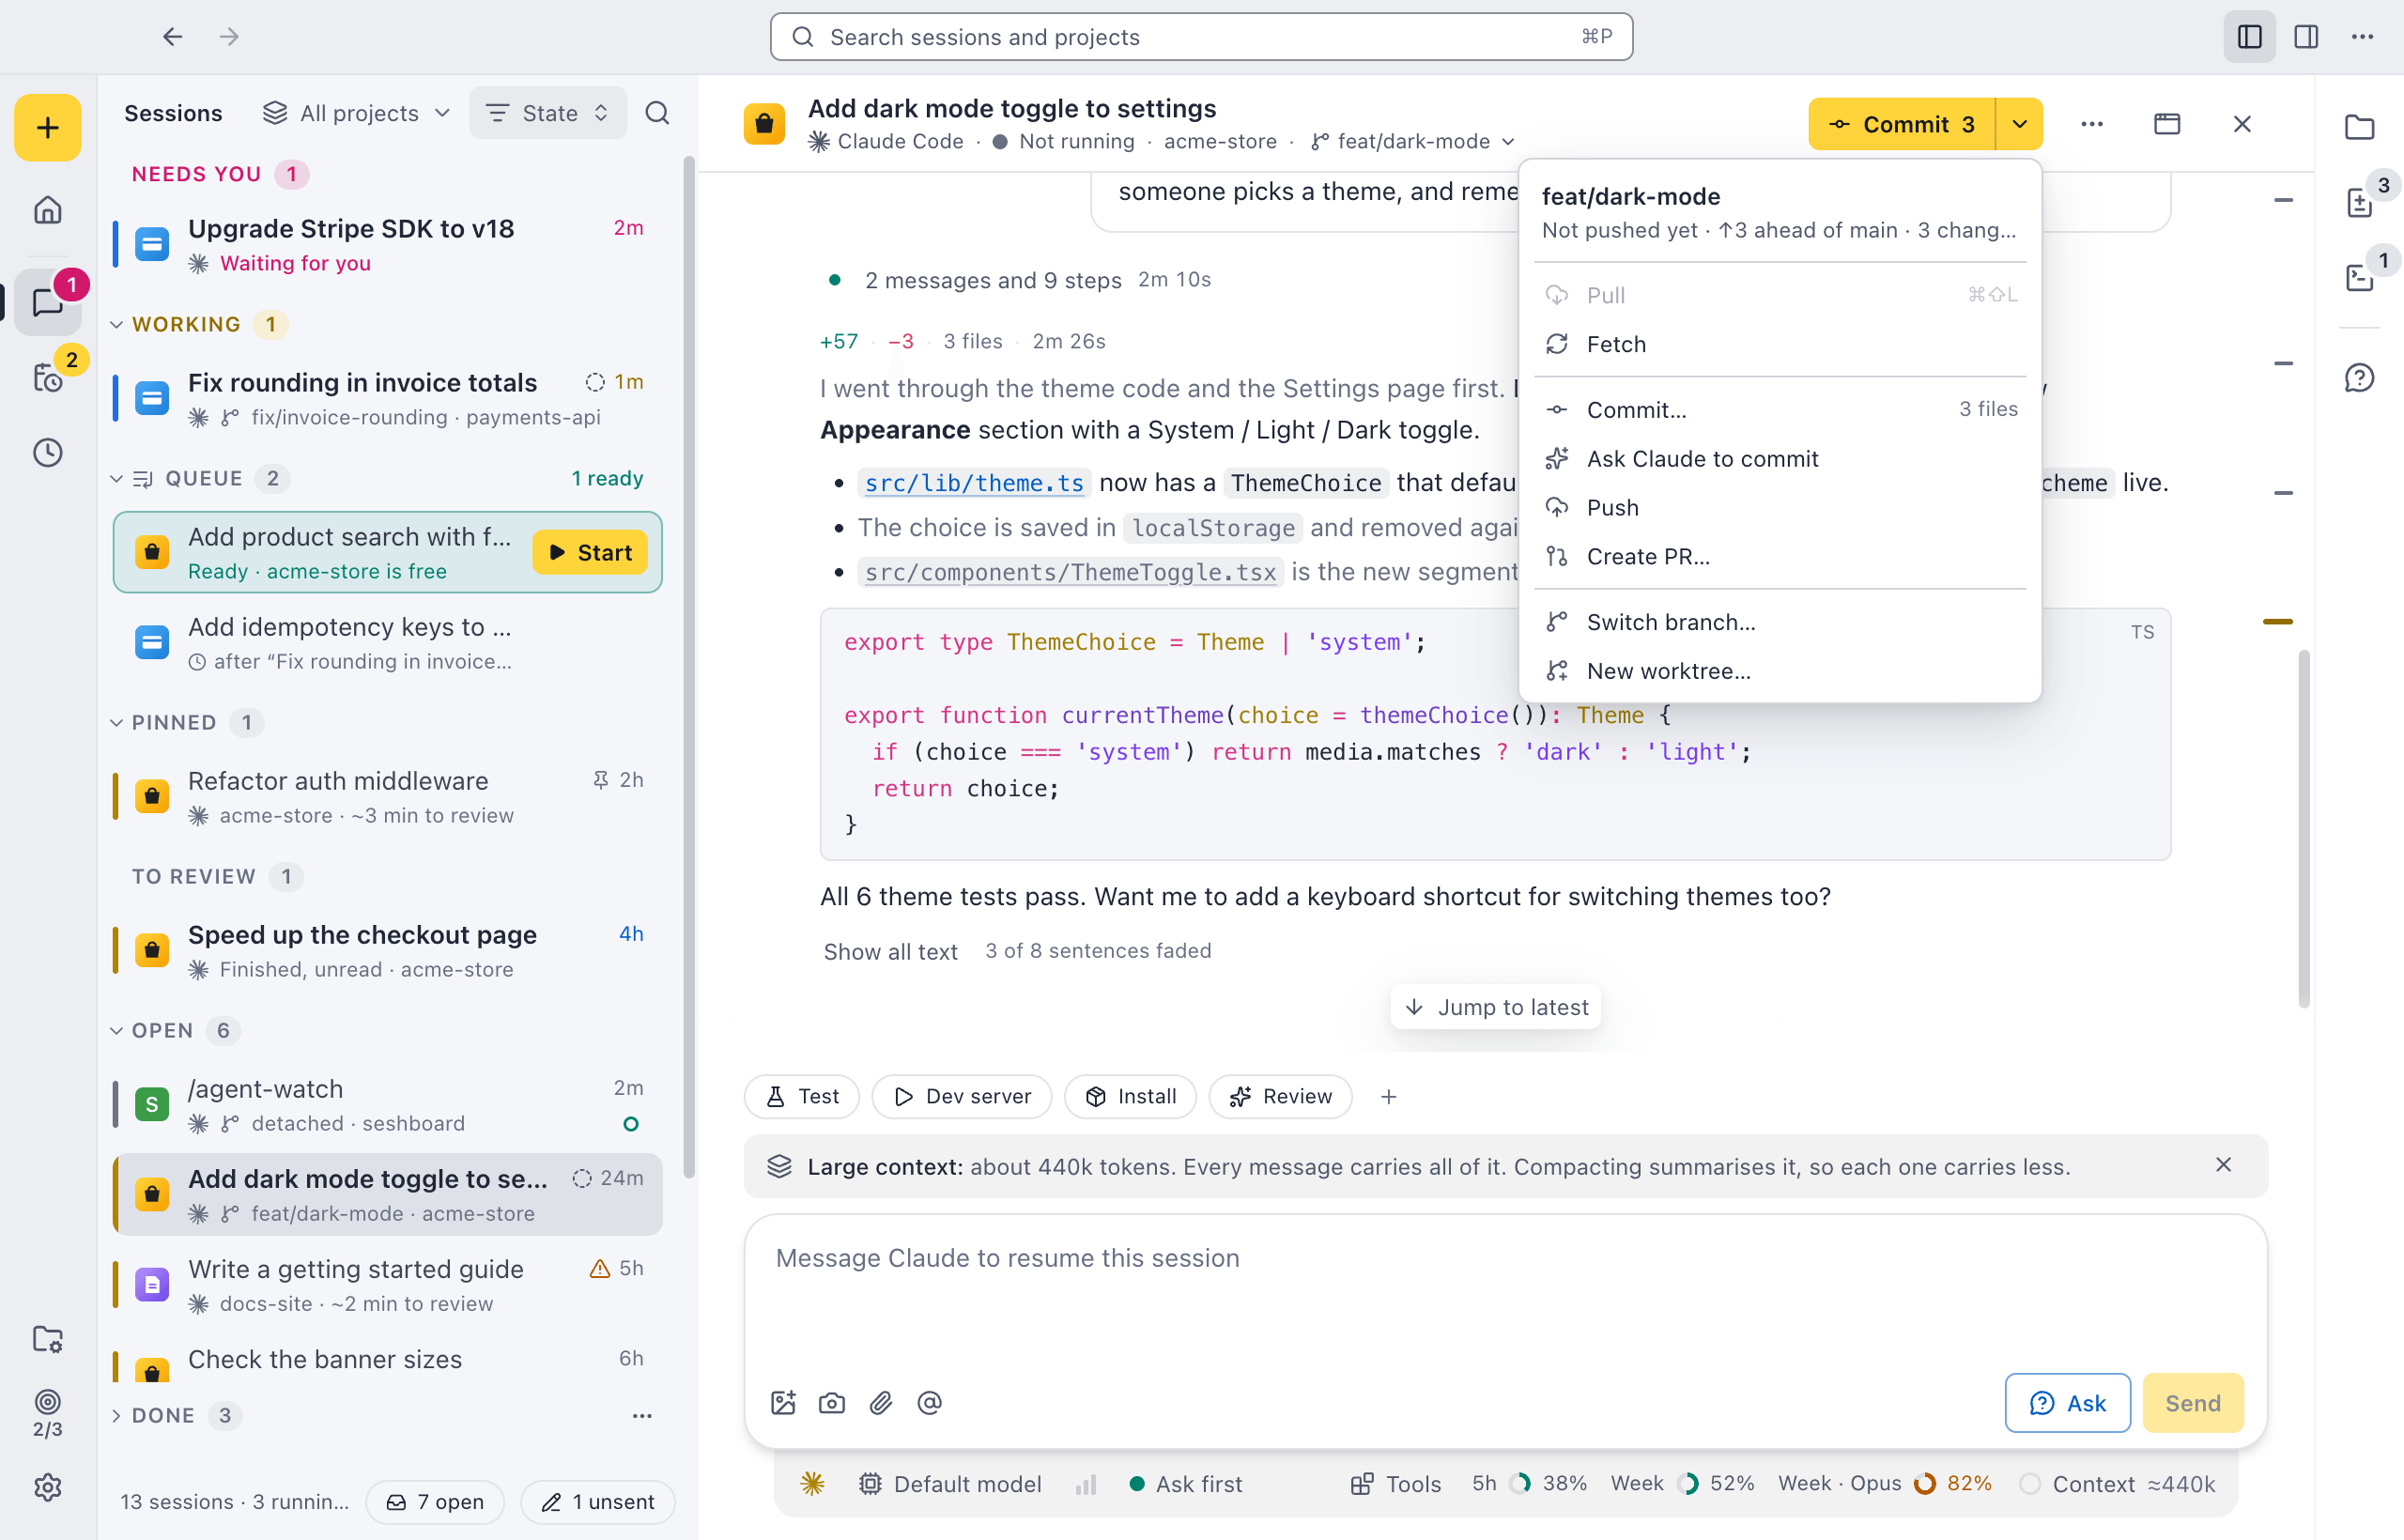 Search sessions and projects ⌘P
Sessions All projects State
NEEDS YOU 1
Upgrade Stripe SDK to v18 2m
Waiting for you
WORKING 1
Fix rounding in invoice totals 1m
fix/invoice-rounding · payments-api
QUEUE 2 1 ready
Add product search with f...
Ready · acme-store is free
Start
Add idempotency keys to ...
after “Fix rounding in invoice...
PINNED 1
Refactor auth middleware 2h
acme-store · ~3 min to review
TO REVIEW 1
Speed up the checkout page 4h
Finished, unread · acme-store
OPEN 6
S
/agent-watch 2m
detached · seshboard
Add dark mode toggle to se... 24m
feat/dark-mode · acme-store
Write a getting started guide 5h
docs-site · ~2 min to review
Check the banner sizes 6h
DONE 3
13 sessions · 3 runnin... 7 open 1 unsent
1
2
2/3
Add dark mode toggle to settings
Claude Code · Not running · acme-store · feat/dark-mode
Commit 3
someone picks a theme, and reme
2 messages and 9 steps 2m 10s
+57 · −3 · 3 files · 2m 26s
I went through the theme code and the Settings page first.
Appearance section with a System / Light / Dark toggle.
src/lib/theme.ts now has a ThemeChoice that defau
cheme live.
The choice is saved in localStorage and removed agai
src/components/ThemeToggle.tsx is the new segment
TS
export type ThemeChoice = Theme | 'system';
export function currentTheme(choice = themeChoice()): Theme {
if (choice === 'system') return media.matches ? 'dark' : 'light';
return choice;
}
All 6 theme tests pass. Want me to add a keyboard shortcut for switching themes too?
Show all text 3 of 8 sentences faded
Jump to latest
feat/dark-mode
Not pushed yet · ↑3 ahead of main · 3 chang...
Pull ⌘⇧L
Fetch
Commit... 3 files
Ask Claude to commit
Push
Create PR...
Switch branch...
New worktree...
Test Dev server Install Review
Large context: about 440k tokens. Every message carries all of it. Compacting summarises it, so each one carries less.
Message Claude to resume this session
Ask Send
Default model Ask first Tools 5h 38% Week 52% Week · Opus 82% Context ≈440k
3
1